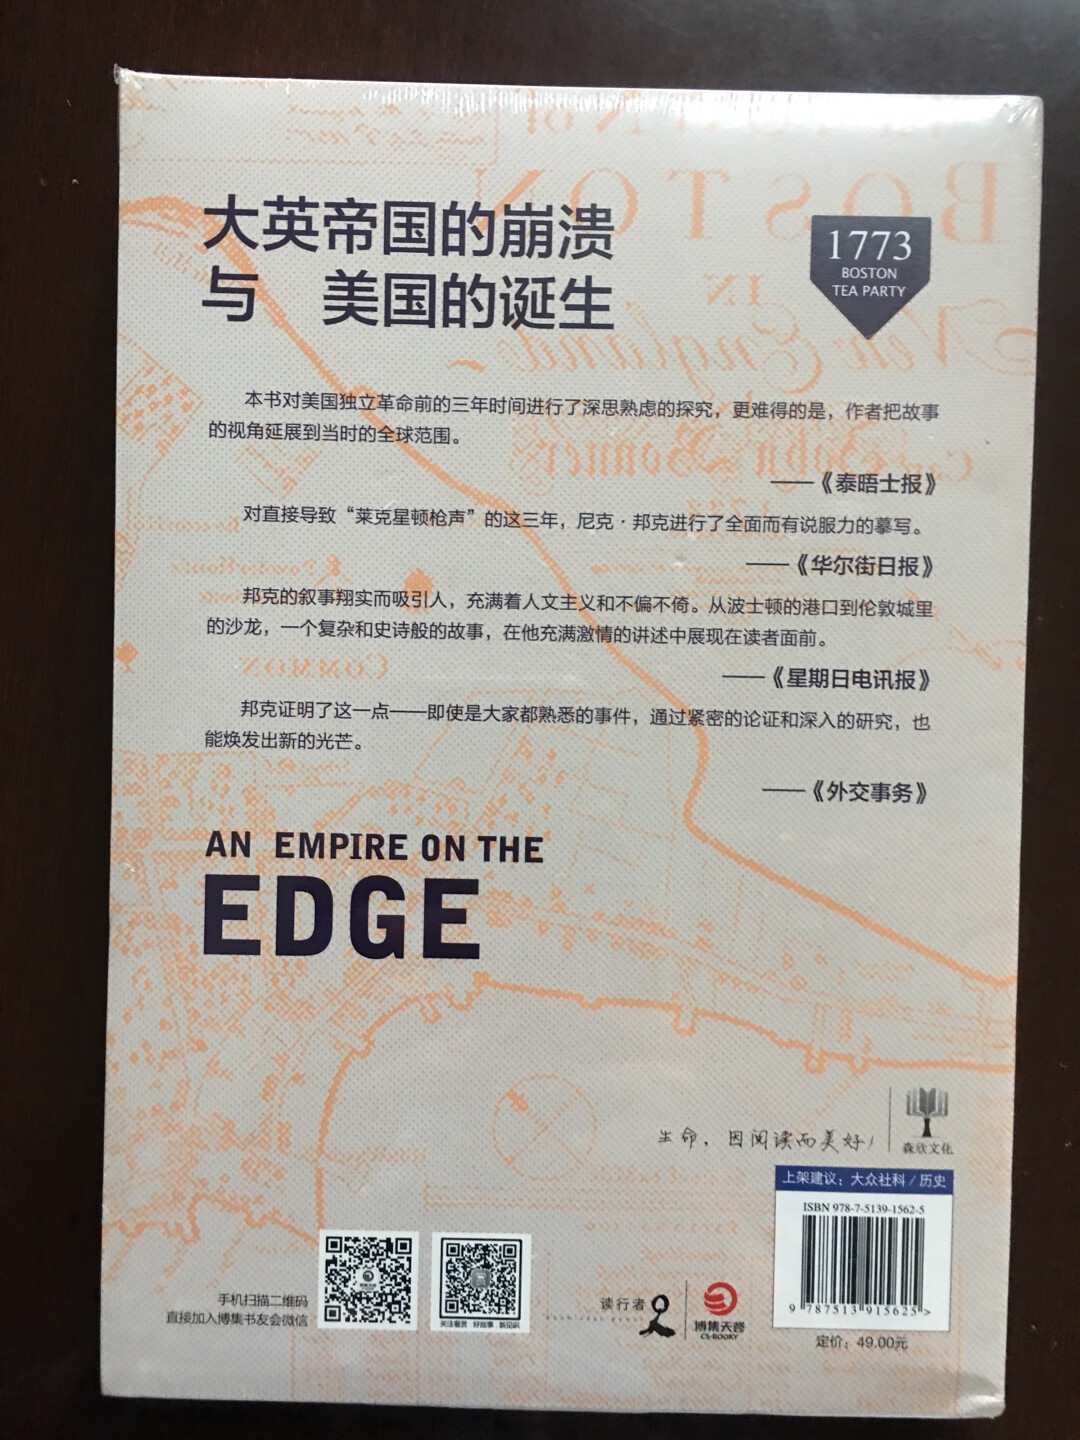 BOSTON
IN
New England
大英帝国的崩溃
与 美国的诞生
1773
BOSTON
TEA PARTY
本书对美国独立革命前的三年时间进行了深思熟虑的探究，更难得的是，作者把故事
的视角延展到当时的全球范围。
——《泰晤士报》
对直接导致“莱克星顿枪声”的这三年，尼克·邦克进行了全面而有说服力的摹写。
——《华尔街日报》
邦克的叙事翔实而吸引人，充满着人文主义和不偏不倚。从波士顿的港口到伦敦城里
的沙龙，一个复杂和史诗般的故事，在他充满激情的讲述中展现在读者面前。
——《星期日电讯报》
COMMON
邦克证明了这一点——即使是大家都熟悉的事件，通过紧密的论证和深入的研究，也
能焕发出新的光芒。
——《外交事务》
AN EMPIRE ON THE
EDGE
生命，因阅读而美好！
森欣文化
上架建议：大众社科/历史
ISBN 978-7-5139-1562-5
9 787513 915625 >
定价：49.00元
手机扫描二维码
直接加入博集书友会微信
读行者
博集天卷
CS-BOOKY